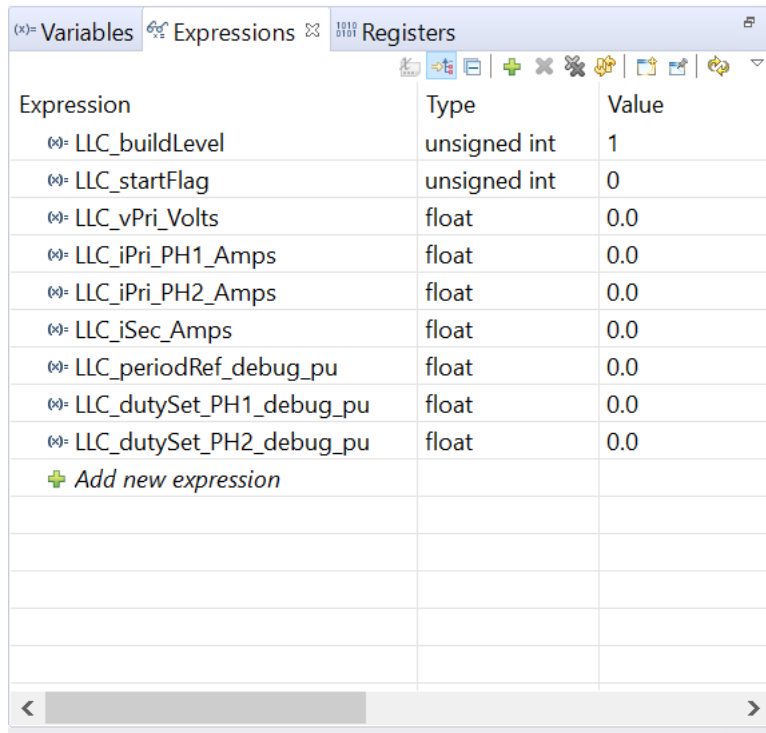 (x)= Variables Expressions Registers
Expression Type Value
(x)= LLC_buildLevel unsigned int 1
(x)= LLC_startFlag unsigned int 0
(x)= LLC_vPri_Volts float 0.0
(x)= LLC_iPri_PH1_Amps float 0.0
(x)= LLC_iPri_PH2_Amps float 0.0
(x)= LLC_iSec_Amps float 0.0
(x)= LLC_periodRef_debug_pu float 0.0
(x)= LLC_dutySet_PH1_debug_pu float 0.0
(x)= LLC_dutySet_PH2_debug_pu float 0.0
Add new expression